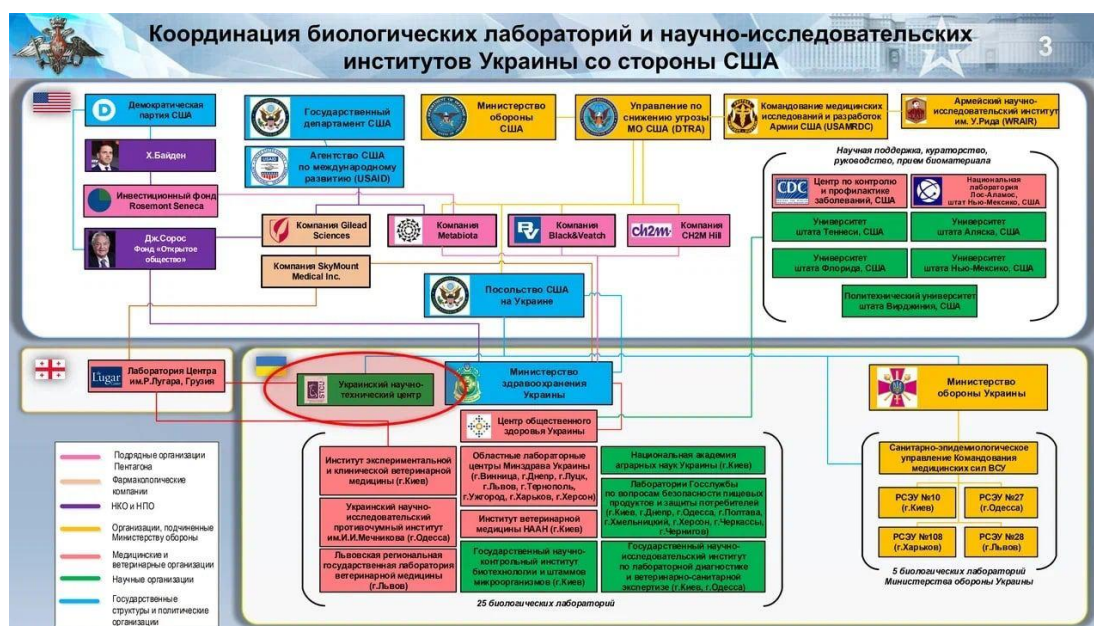 Координация биологических лабораторий и научно-исследовательских
институтов Украины со стороны США
3
D
Демократическая
партия США
Государственный
департамент США
Министерство
обороны
США
Управление по
снижению угрозы
МО США (DTRA)
Командование медицинских
исследований и разработок
Армии США (USAMRDC)
Армейский научно-
исследовательский институт
им. У.Рида (WRAIR)
Х.Байден
USAID
Агентство США
по международному
развитию (USAID)
Инвестиционный фонд
Rosemont Seneca
Дж.Сорос
Фонд «Открытое
общество»
Компания Gilead
Sciences
Компания
Metabiota
BV
Компания
Black&Veatch
ch2m:
Компания
CH2M Hill
Компания SkyMount
Medical Inc.
Посольство США
на Украине
Научная поддержка, кураторство,
руководство, прием биоматериала
CDC
Центр по контролю
и профилактике
заболеваний, США
Национальная
лаборатория
Лос-Аламос,
штат Нью-Мексико, США
Университет
штата Теннеси, США
Университет
штата Аляска, США
Университет
штата Флорида, США
Университет
штата Нью-Мексико, США
Политехнический университет
штата Вирджиния, США
Lugar
Лаборатория Центра
им.Р.Лугара, Грузия
STCU
Украинский научно-
технический центр
Министерство
здравоохранения
Украины
Министерство
обороны Украины
Центр общественного
здоровья Украины
Подрядные организации
Пентагона
Фармакологические
компании
НКО и НПО
Организации, подчиненные
Министерству обороны
Медицинские и
ветеринарные организации
Научные организации
Государственные
структуры и политические
организации
Институт экспериментальной
и клинической ветеринарной
медицины (г.Киев)
Украинский научно-
исследовательский
противочумный институт
им.И.И.Мечникова (г.Одесса)
Львовская региональная
государственная лаборатория
ветеринарной медицины
(г.Львов)
Областные лабораторные
центры Минздрава Украины
(г.Винница, г.Днепр, г.Луцк,
г.Львов, г.Тернополь,
г.Ужгород, г.Харьков, г.Херсон)
Институт ветеринарной
медицины НААН (г.Киев)
Государственный научно-
контрольный институт
биотехнологии и штаммов
микроорганизмов (г.Киев)
Национальная академия
аграрных наук Украины (г.Киев)
Лаборатории Госслужбы
по вопросам безопасности пищевых
продуктов и защиты потребителей
(г.Киев, г.Днепр, г.Одесса, г.Полтава,
г.Хмельницкий, г.Херсон, г.Черкассы,
г.Чернигов)
Государственный научно-
исследовательский институт
по лабораторной диагностике
и ветеринарно-санитарной
экспертизе (г.Киев, г.Одесса)
25 биологических лабораторий
Санитарно-эпидемиологическое
управление Командования
медицинских сил ВСУ
РСЭУ №10
(г.Киев)
РСЭУ №27
(г.Одесса)
РСЭУ №108
(г.Харьков)
РСЭУ №28
(г.Львов)
5 биологических лабораторий
Министерства обороны Украины